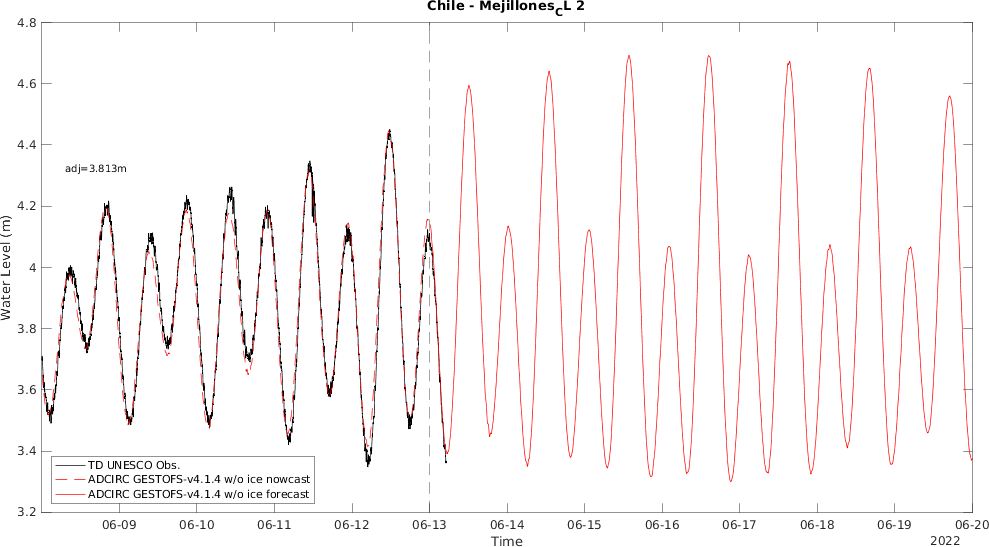 Chile - Mejillones_CL 2
4.8
4.6
4.4
4.2
4
3.8
3.6
3.4
3.2
Water Level (m)
adj=3.813m
TD UNESCO Obs.
ADCIRC GESTOFS-v4.1.4 w/o ice nowcast
ADCIRC GESTOFS-v4.1.4 w/o ice forecast
06-09 06-10 06-11 06-12 06-13 06-14 06-15 06-16 06-17 06-18 06-19 06-20
Time
2022